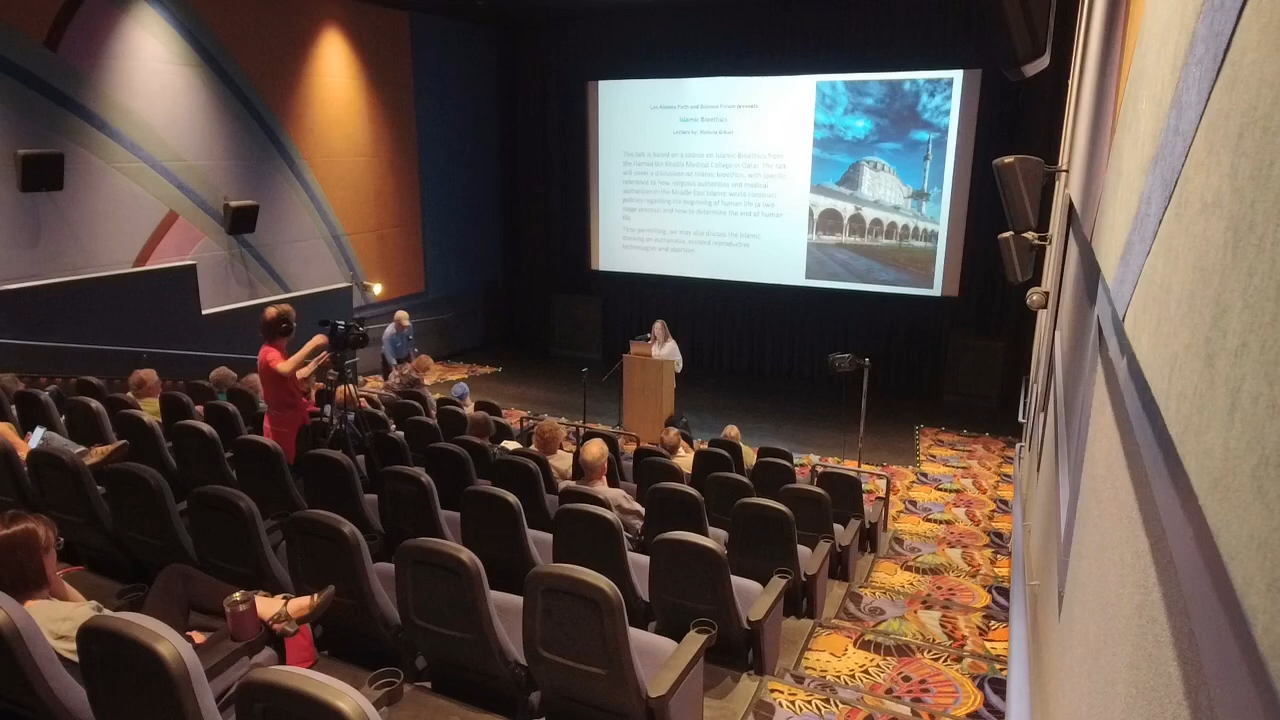 Los Alamos Faith and Science Forum presents
Islamic Bioethics
Lecture by:
This talk is based on a course on Islamic Bioethics from
the Hamad bin Khalifa Medical College in Qatar. The talk
will cover a discussion on Islamic bioethics, with specific
reference to how religious authorities and medical
authorities in the Middle East Islamic world construct
policies regarding the beginning of human life (a two
stage process) and how to determine the end of human
life.
Time permitting, we may also discuss the Islamic
thinking on euthanasia, assisted reproductive
technologies and abortion.